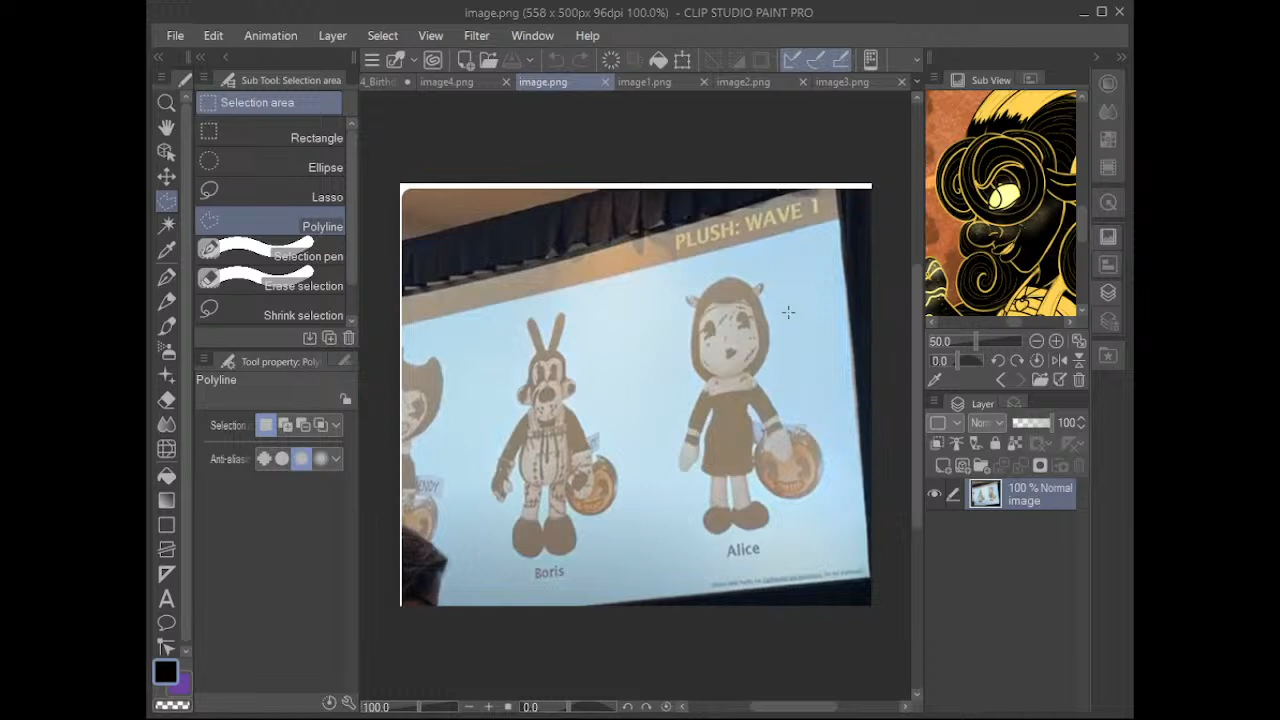 image.png (558 x 500px 96dpi 100.0%) - CLIP STUDIO PAINT PRO
File Edit Animation Layer Select View Filter Window Help
Sub Tool: Selection area
4_Birthd image4.png image.png image1.png image2.png image3.png
Sub View
Selection area
Rectangle
Ellipse
Lasso
Polyline
Selection pen
Erase selection
Shrink selection
Tool property: Poly
Polyline
Selection
Anti-alias
PLUSH: WAVE 1
Boris
Alice
50.0
0.0
Layer
Norm 100
100 % Normal
image
100.0 0.0